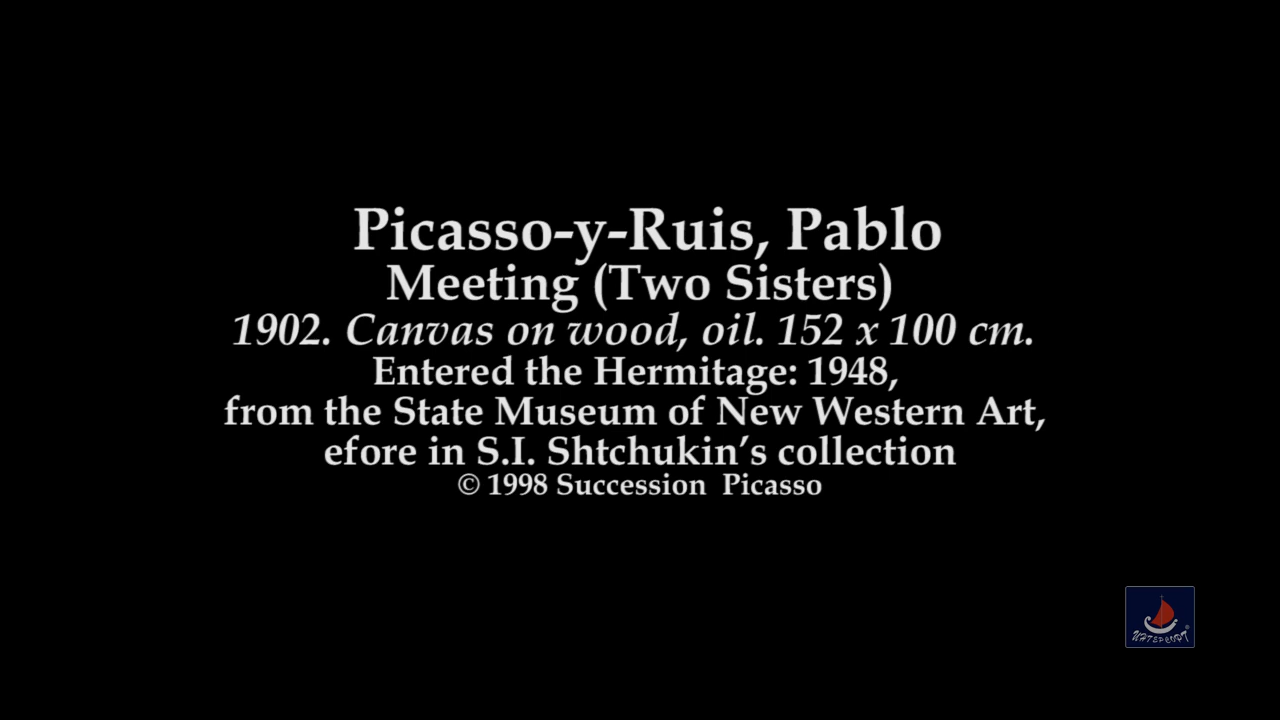 Picasso-y-Ruis, Pablo
Meeting (Two Sisters)
1902. Canvas on wood, oil. 152 x 100 cm.
Entered the Hermitage: 1948,
from the State Museum of New Western Art,
efore in S.I. Shtchukin’s collection
© 1998 Succession Picasso